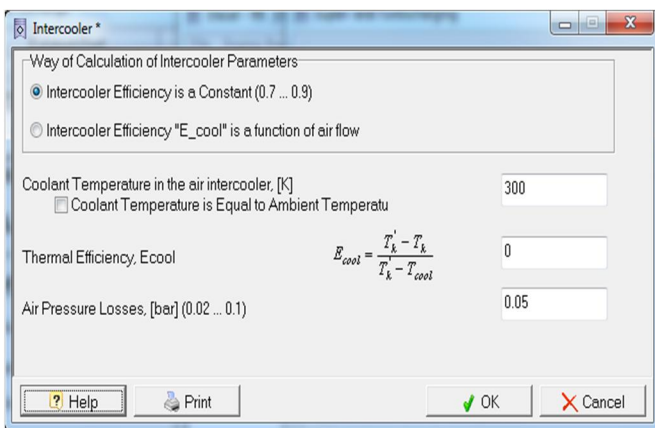 Intercooler *
Way of Calculation of Intercooler Parameters
Intercooler Efficiency is a Constant (0.7 ... 0.9)
Intercooler Efficiency "E_cool" is a function of air flow
Coolant Temperature in the air intercooler, [K] 300
Coolant Temperature is Equal to Ambient Temperatu
Thermal Efficiency, Ecool E_cool = (T'_k - T_k) / (T'_k - T_cool) 0
Air Pressure Losses, [bar] (0.02 ... 0.1) 0.05
Help Print OK Cancel